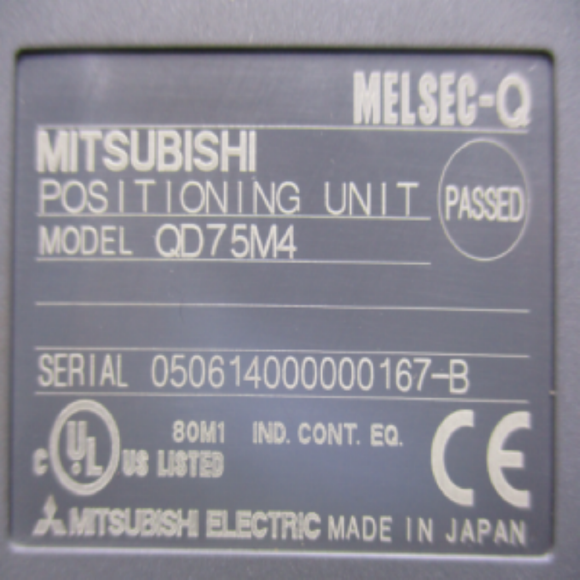 MELSEC-Q
MITSUBISHI
POSITIONING UNIT
PASSED
MODEL QD75M4
SERIAL 050614000000167-B
C UL US LISTED
80M1 IND. CONT. EQ.
CE
MITSUBISHI ELECTRIC MADE IN JAPAN